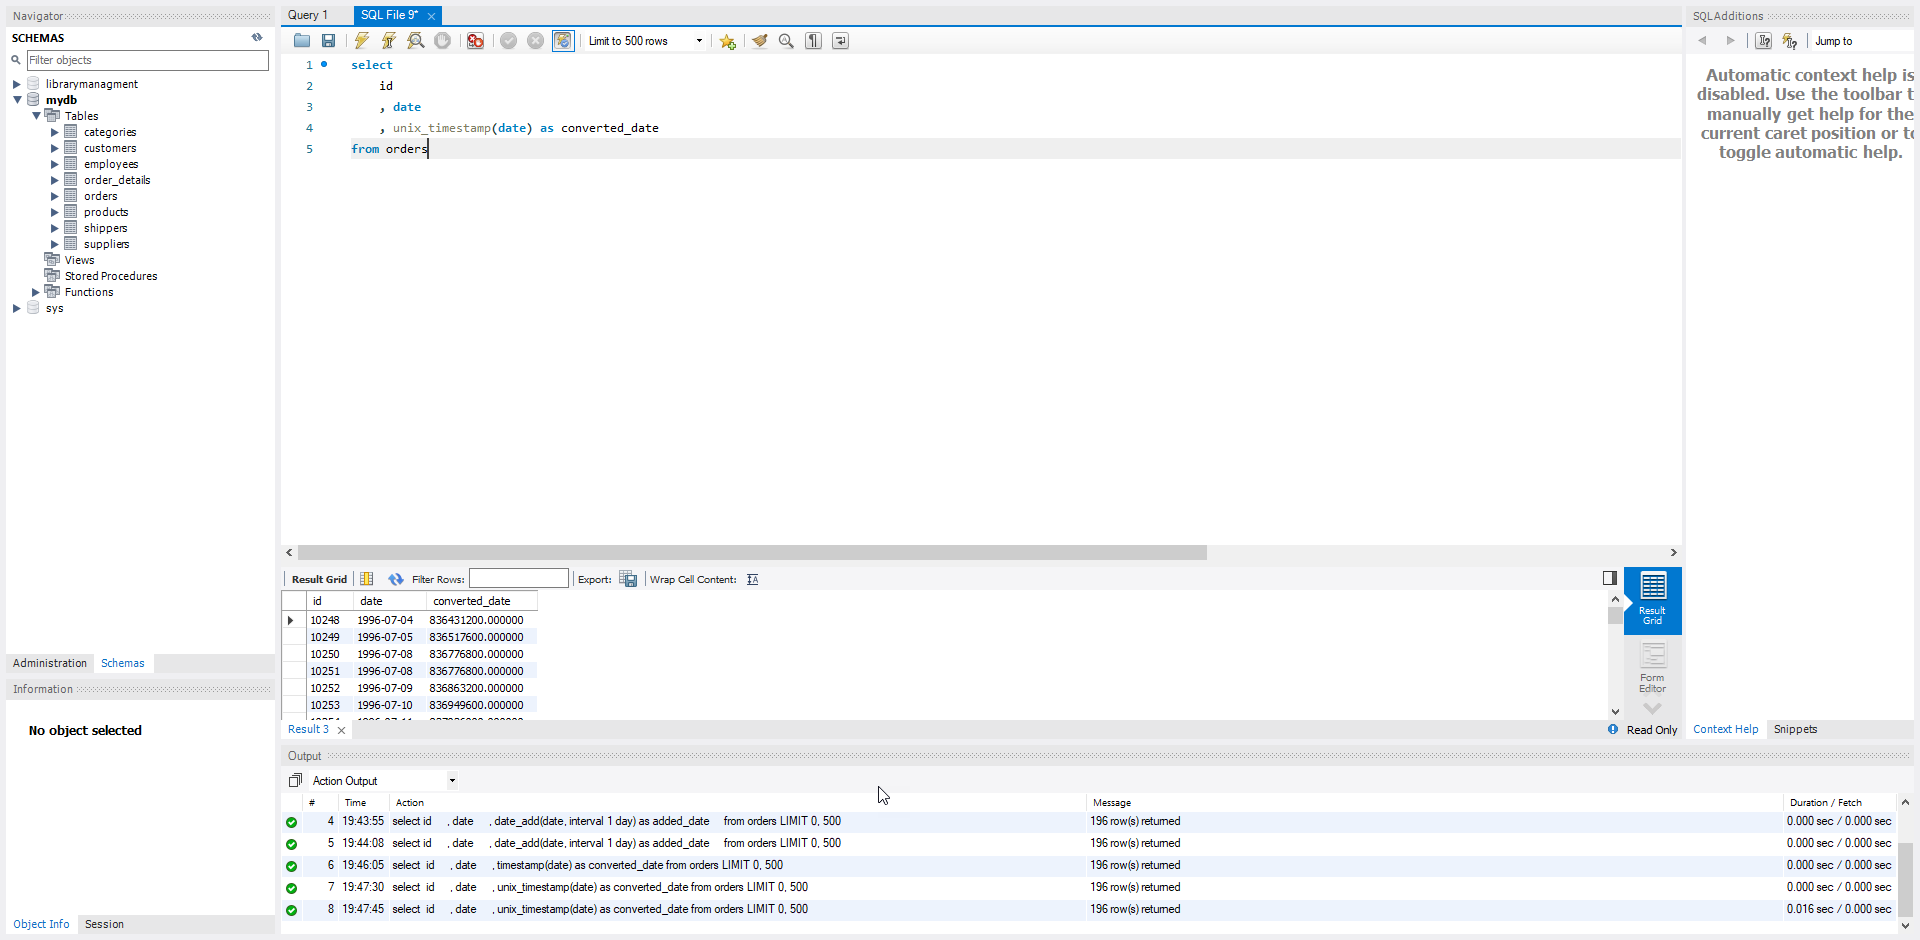 Navigator
SCHEMAS
Filter objects
librarymanagment
mydb
Tables
categories
customers
employees
order_details
orders
products
shippers
suppliers
Views
Stored Procedures
Functions
sys
Administration Schemas
Information
No object selected
Object Info Session
Query 1 SQL File 9*
Limit to 500 rows
1 select
2 id
3 , date
4 , unix_timestamp(date) as converted_date
5 from orders
Result Grid Filter Rows: Export: Wrap Cell Content:
id date converted_date
10248 1996-07-04 836431200.000000
10249 1996-07-05 836517600.000000
10250 1996-07-08 836776800.000000
10251 1996-07-08 836776800.000000
10252 1996-07-09 836863200.000000
10253 1996-07-10 836949600.000000
Result
Grid
Form
Editor
Result 3
Read Only
Output
Action Output
# Time Action Message Duration / Fetch
4 19:43:55 select id , date , date_add(date, interval 1 day) as added_date from orders LIMIT 0, 500 196 row(s) returned 0.000 sec / 0.000 sec
5 19:44:08 select id , date , date_add(date, interval 1 day) as added_date from orders LIMIT 0, 500 196 row(s) returned 0.000 sec / 0.000 sec
6 19:46:05 select id , date , timestamp(date) as converted_date from orders LIMIT 0, 500 196 row(s) returned 0.000 sec / 0.000 sec
7 19:47:30 select id , date , unix_timestamp(date) as converted_date from orders LIMIT 0, 500 196 row(s) returned 0.000 sec / 0.000 sec
8 19:47:45 select id , date , unix_timestamp(date) as converted_date from orders LIMIT 0, 500 196 row(s) returned 0.016 sec / 0.000 sec
SQLAdditions
Jump to
Automatic context help is
disabled. Use the toolbar t
manually get help for the
current caret position or to
toggle automatic help.
Context Help Snippets